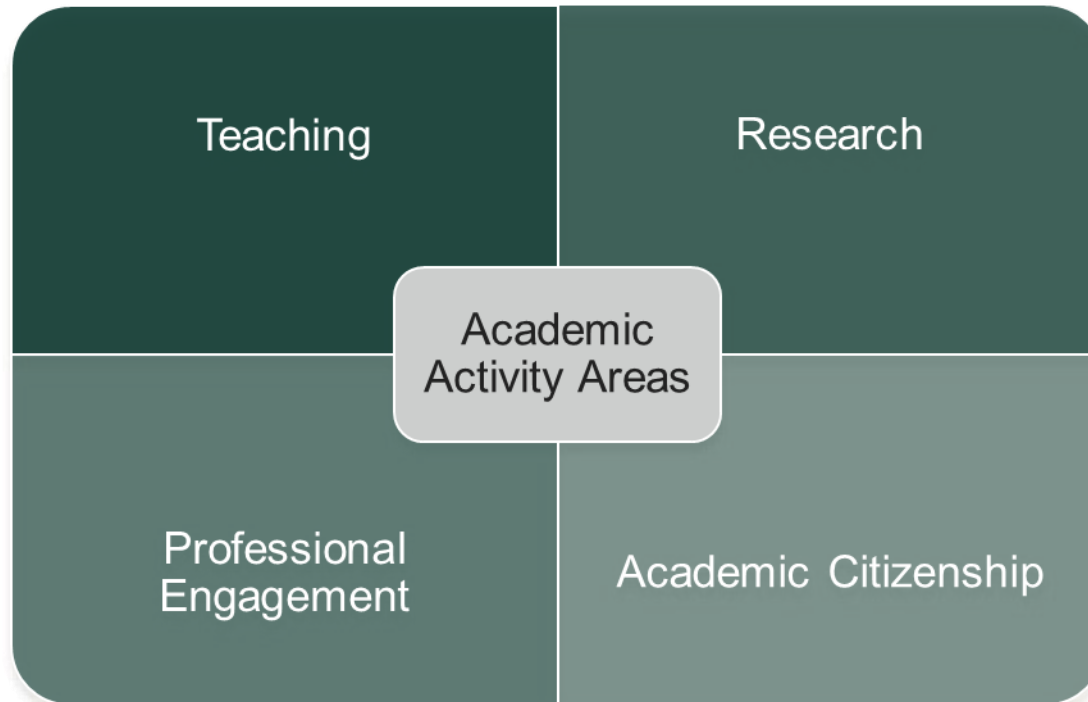 Teaching
Research
Academic
Activity Areas
Professional
Engagement
Academic Citizenship